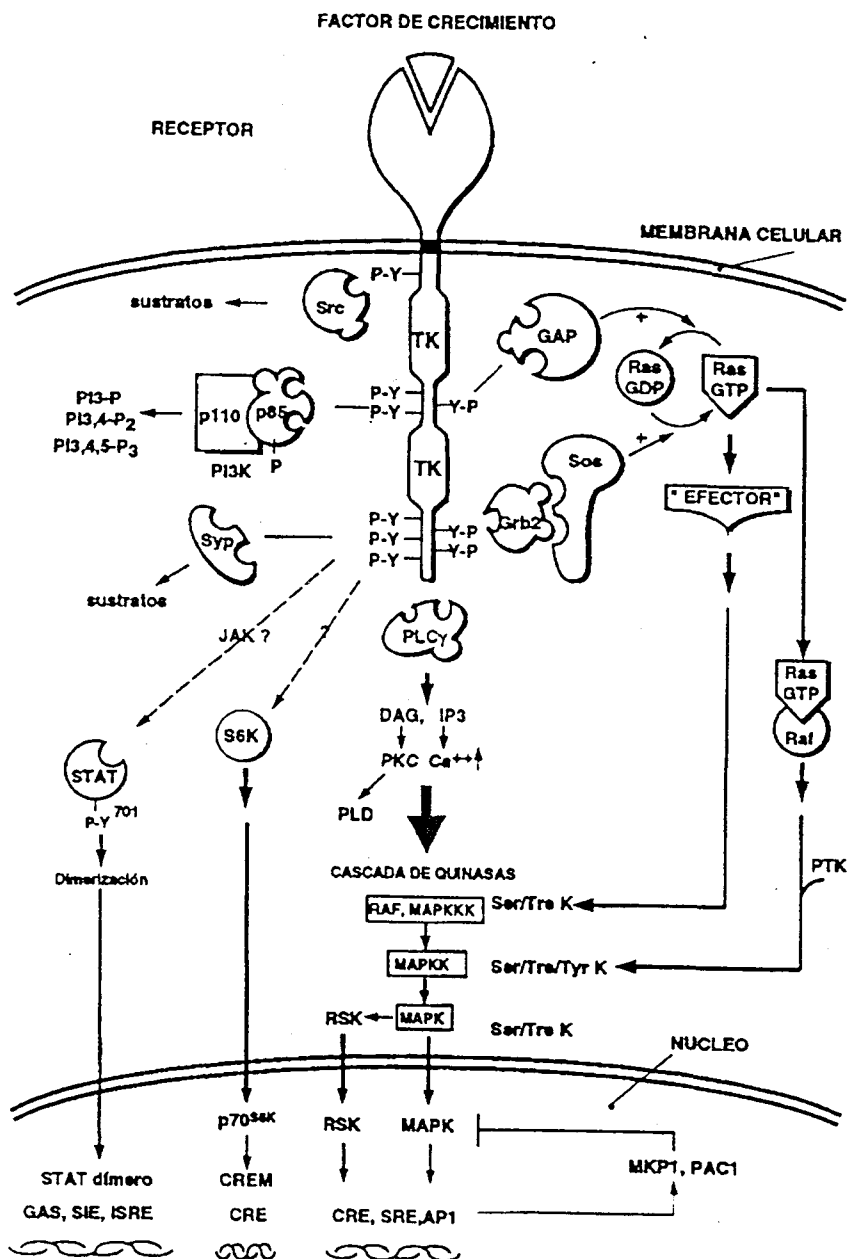 FACTOR DE CRECIMIENTO
RECEPTOR
MEMBRANA CELULAR
P-Y
sustratos
Src
TK
GAP
+
Ras GDP
Ras GTP
PI3-P
PI3,4-P2
PI3,4,5-P3
p110
p85
P
PI3K
P-Y
P-Y
Y-P
TK
Sos
+
" EFECTOR"
Syp
P-Y
P-Y
P-Y
Y-P
Y-P
Grb2
sustratos
JAK ?
?
PLCγ
Ras GTP
Raf
S6K
DAG, IP3
STAT
PKC Ca++
P-Y 701
PLD
Dimerización
CASCADA DE QUINASAS
PTK
RAF, MAPKKK
Ser/Tre K
MAPKK
Ser/Tre/Tyr K
RSK
MAPK
Ser/Tre K
NUCLEO
p70S6K
RSK
MAPK
MKP1, PAC1
STAT dímero
CREM
GAS, SIE, ISRE
CRE
CRE, SRE,AP1